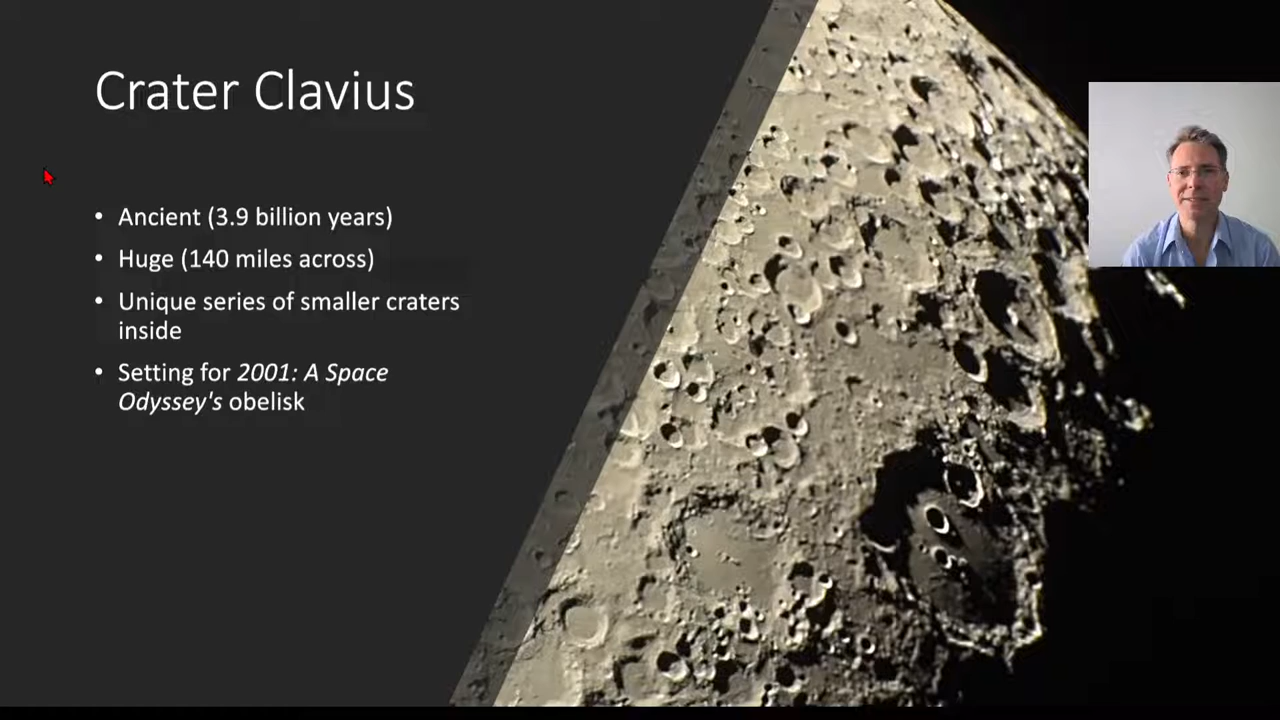 Crater Clavius
• Ancient (3.9 billion years)
• Huge (140 miles across)
• Unique series of smaller craters
inside
• Setting for 2001: A Space
Odyssey's obelisk